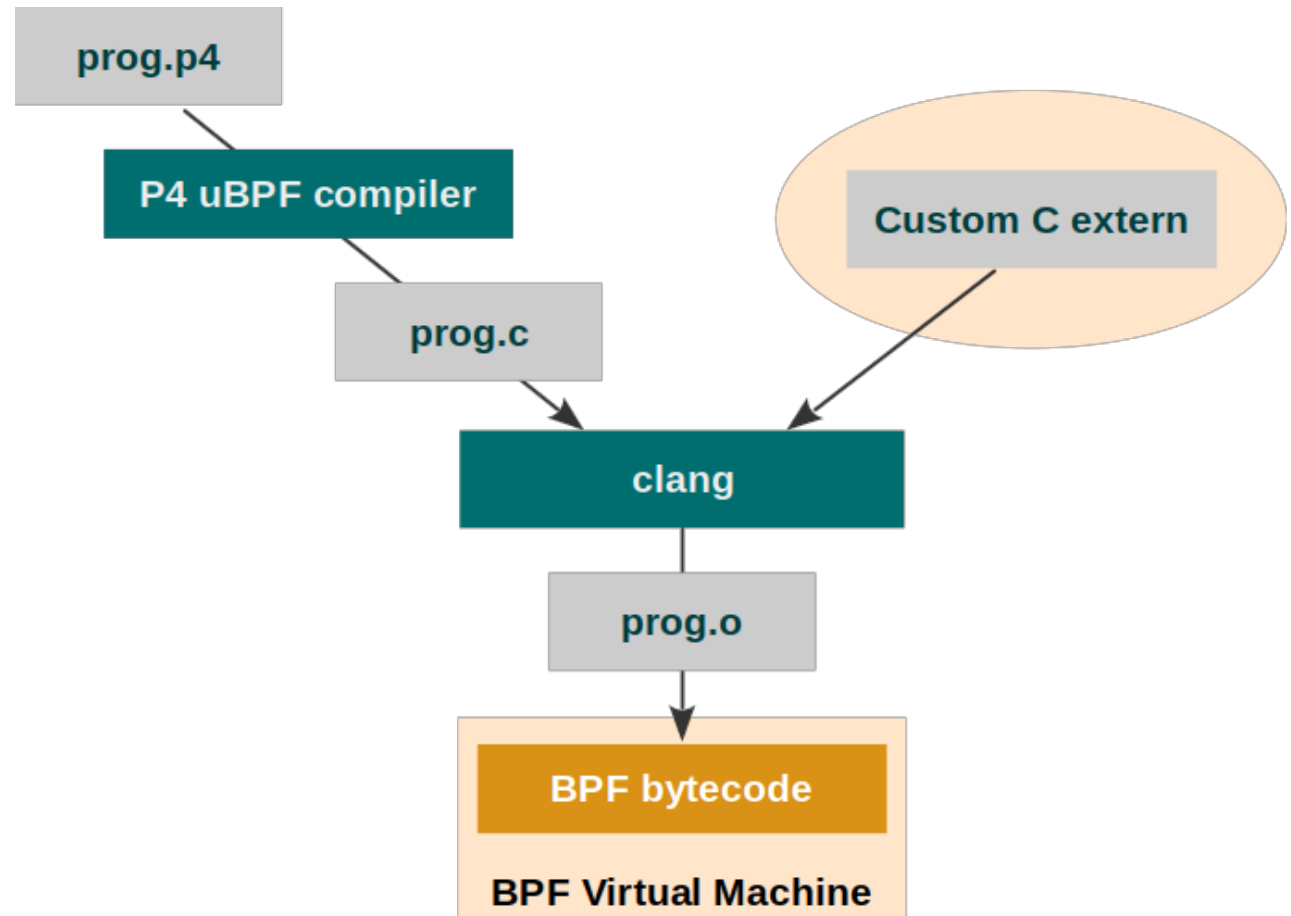 prog.p4
P4 uBPF compiler
Custom C extern
prog.c
clang
prog.o
BPF bytecode
BPF Virtual Machine